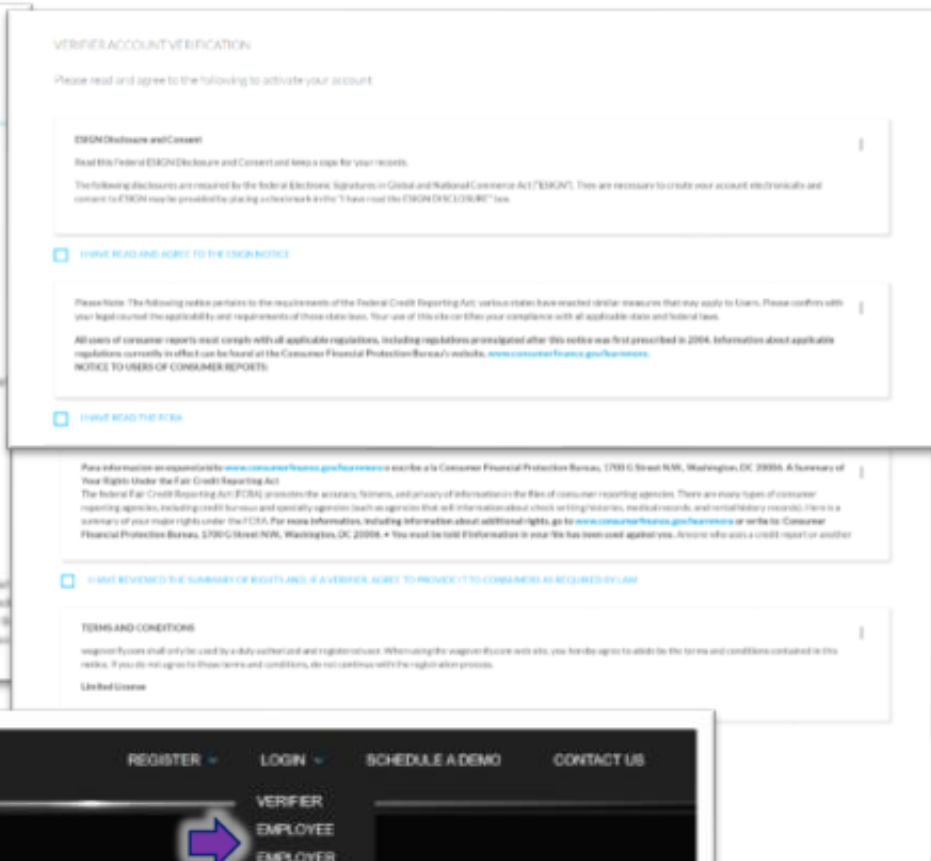 VERIFIER ACCOUNT VERIFICATION
Please read and agree to the following to activate your account
ESIGN Disclosure and Consent
Read this Federal ESIGN Disclosure and Consent and keep a copy for your records.
The following disclosures are required by the federal Electronic Signatures in Global and National Commerce Act ("ESIGN"). They are necessary to create your account electronically and
consent to ESIGN may be provided by placing a checkmark in the "I have read the ESIGN DISCLOSURE" box.
I HAVE READ AND AGREE TO THE ESIGN NOTICE
Please Note: The following notice pertains to the requirements of the Federal Credit Reporting Act: various states have enacted similar measures that may apply to Users. Please confirm with
your legal counsel the applicability and requirements of those state laws. Your use of this site certifies your compliance with all applicable state and federal laws.
All users of consumer reports must comply with all applicable regulations, including regulations promulgated after this notice was first prescribed in 2004. Information about applicable
regulations currently in effect can be found at the Consumer Financial Protection Bureau's website, www.consumerfinance.gov/learnmore.
NOTICE TO USERS OF CONSUMER REPORTS:
I HAVE READ THE FCRA
Para informacion en espanol visite www.consumerfinance.gov/learnmore o escribe a la Consumer Financial Protection Bureau, 1700 G Street N.W., Washington, DC 20006. A Summary of
Your Rights Under the Fair Credit Reporting Act
The federal Fair Credit Reporting Act (FCRA) promotes the accuracy, fairness, and privacy of information in the files of consumer reporting agencies. There are many types of consumer
reporting agencies, including credit bureaus and specialty agencies (such as agencies that sell information about check writing histories, medical records, and rental history records). Here is a
summary of your major rights under the FCRA. For more information, including information about additional rights, go to www.consumerfinance.gov/learnmore or write to: Consumer
Financial Protection Bureau, 1700 G Street N.W., Washington, DC 20006. • You must be told if information in your file has been used against you. Anyone who uses a credit report or another
I HAVE REVIEWED THE SUMMARY OF RIGHTS AND, IF A VERIFIER, AGREE TO PROVIDE IT TO CONSUMERS AS REQUIRED BY LAW
TERMS AND CONDITIONS
wageverify.com shall only be used by a duly authorized and registered user. When using the wageverify.com web site, you hereby agree to abide by the terms and conditions contained in this
notice. If you do not agree to these terms and conditions, do not continue with the registration process.
Limited License
REGISTER LOGIN SCHEDULE A DEMO CONTACT US
VERIFIER
EMPLOYEE
EMPLOYER